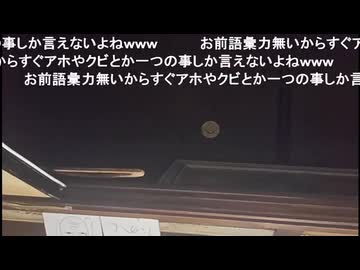 の事しか言えないよねwww
お前語彙力無いからすぐア
からすぐアホやクビとか一つの事しか言えないよねwww
お前語彙力無いからすぐアホやクビとか一つの事しか言